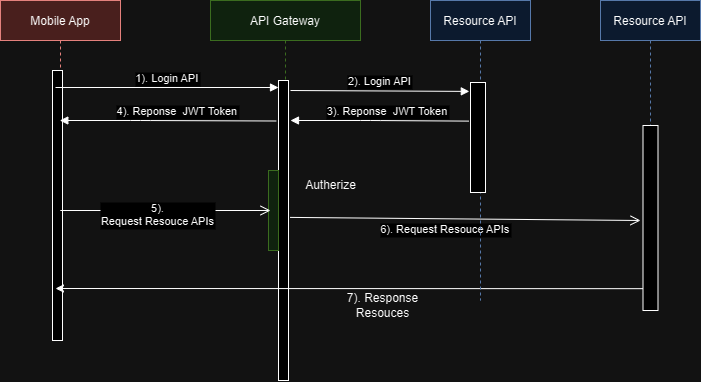 Mobile App
API Gateway
Resource API
Resource API
1). Login API
2). Login API
4). Reponse JWT Token
3). Reponse JWT Token
Autherize
5).
Request Resouce APIs
6). Request Resouce APIs
7). Response
Resouces